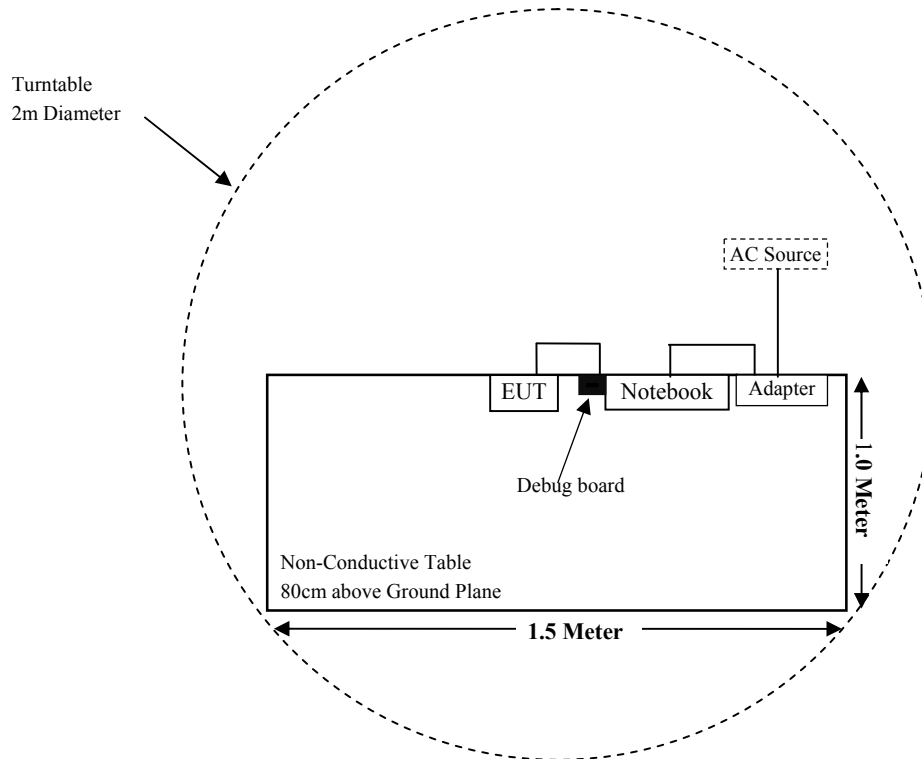 Turntable
2m Diameter
AC Source
EUT
Notebook
Adapter
Debug board
1.0 Meter
Non-Conductive Table
80cm above Ground Plane
1.5 Meter